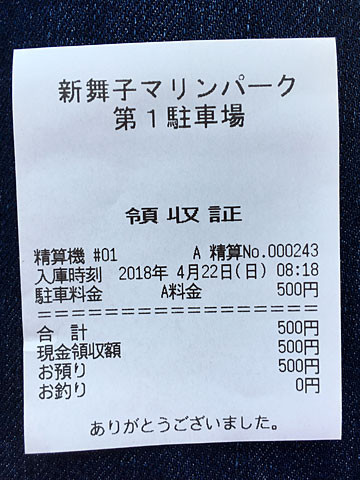 新舞子マリンパーク
第1駐車場
領収証
精算機 #01 A 精算No.000243
入庫時刻 2018年 4月22日(日) 08:18
駐車料金 A料金 500円
==================
合 計 500円
現金領収額 500円
お預り 500円
お釣り 0円
ありがとうございました。